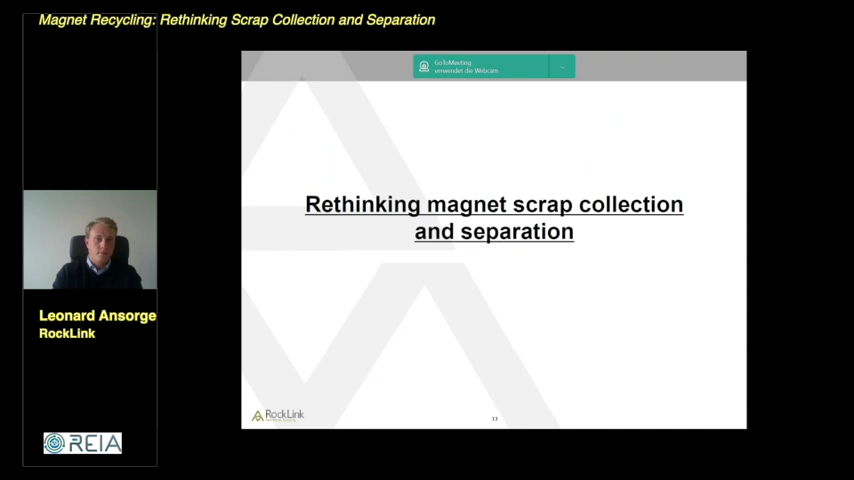 Magnet Recycling: Rethinking Scrap Collection and Separation
GoToMeeting
verwendet die Webcam
Rethinking magnet scrap collection
and separation
Leonard Ansorge
RockLink
RockLink
13
REIA